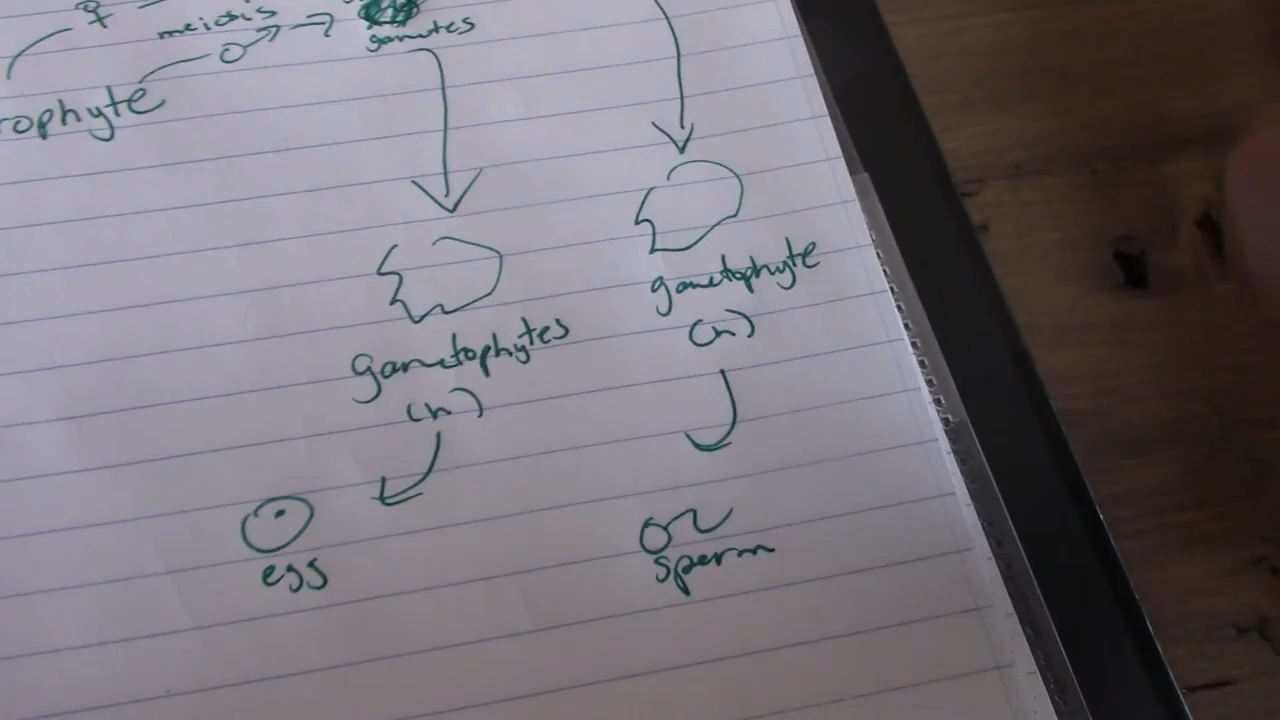 meiosis
gametes
rophyte
gametophyte
(n)
gametophytes
(n)
egg
sperm